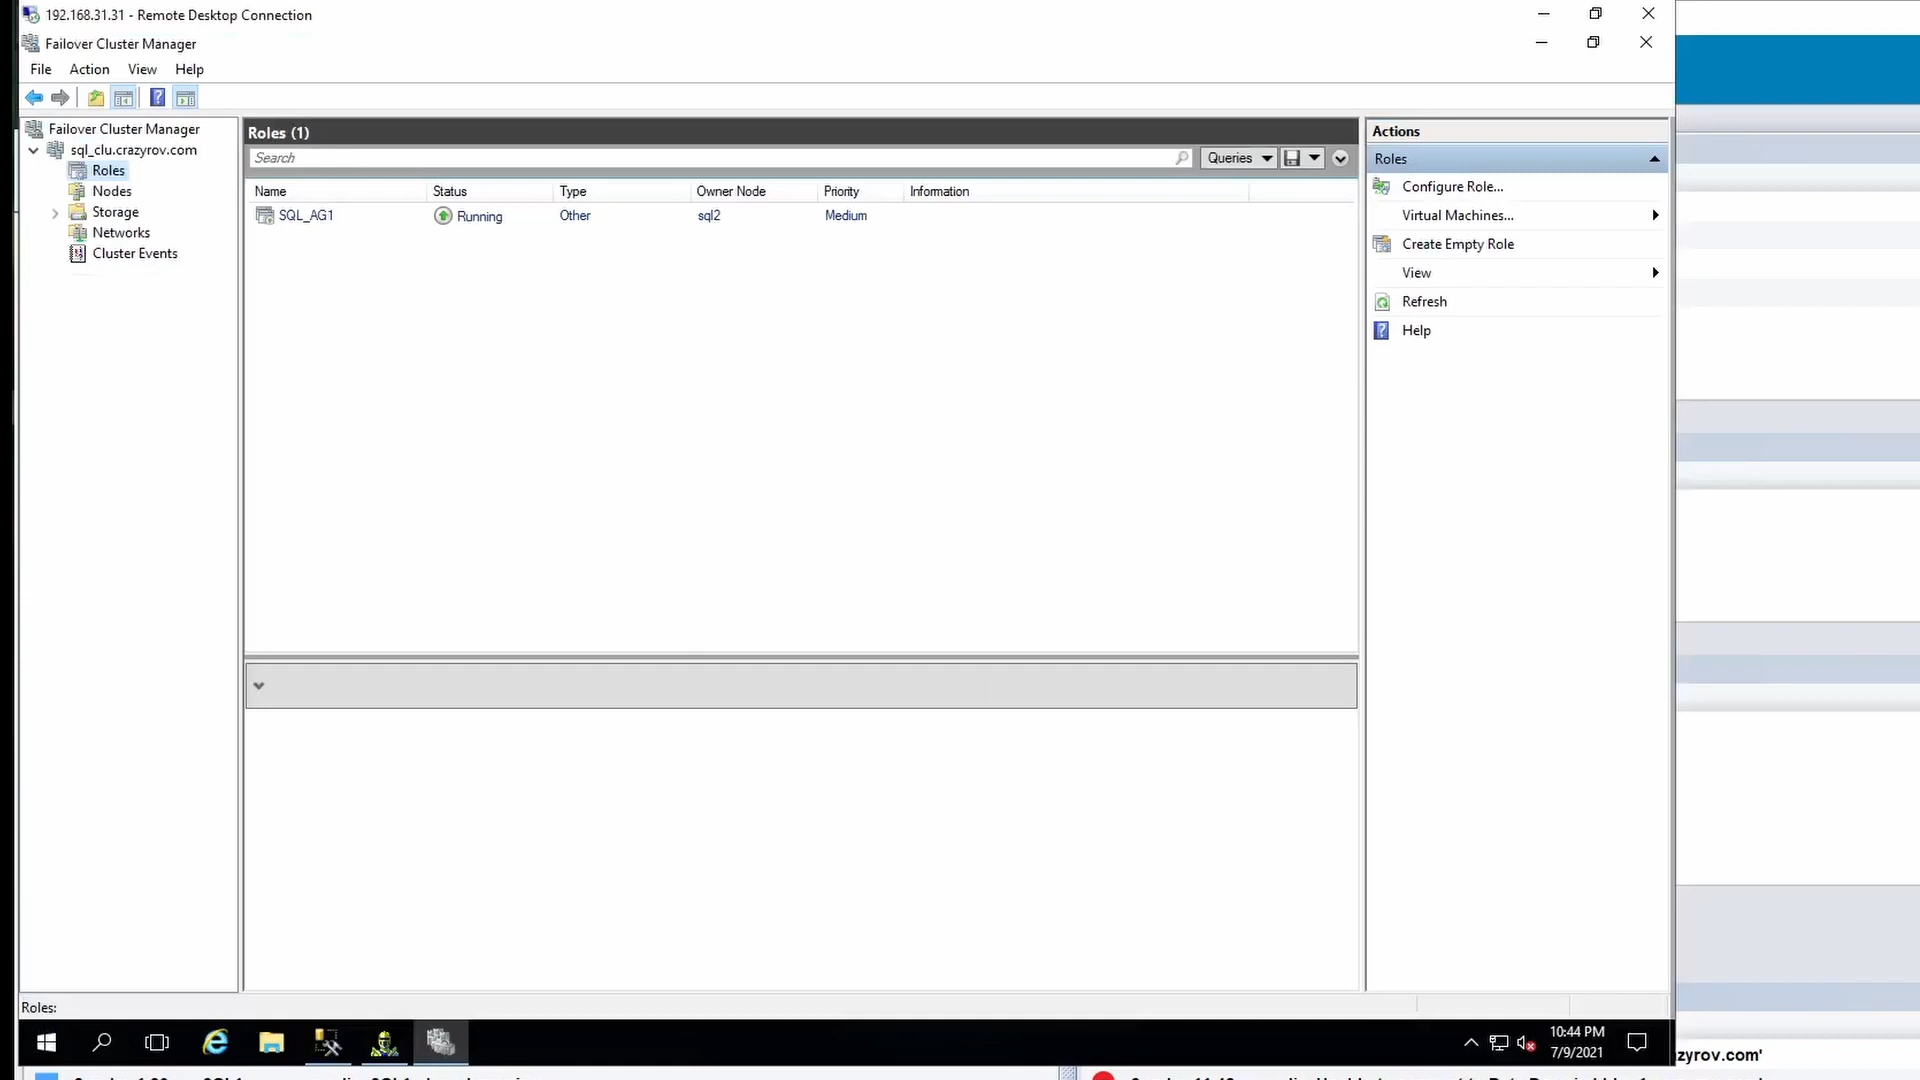 192.168.31.31 - Remote Desktop Connection
Failover Cluster Manager
File Action View Help
Failover Cluster Manager
sql_clu.crazyrov.com
Roles
Nodes
Storage
Networks
Cluster Events
Roles (1)
Search
Queries
Name Status Type Owner Node Priority Information
SQL_AG1 Running Other sql2 Medium
Actions
Roles
Configure Role...
Virtual Machines...
Create Empty Role
View
Refresh
Help
Roles:
10:44 PM
7/9/2021
zyrov.com'